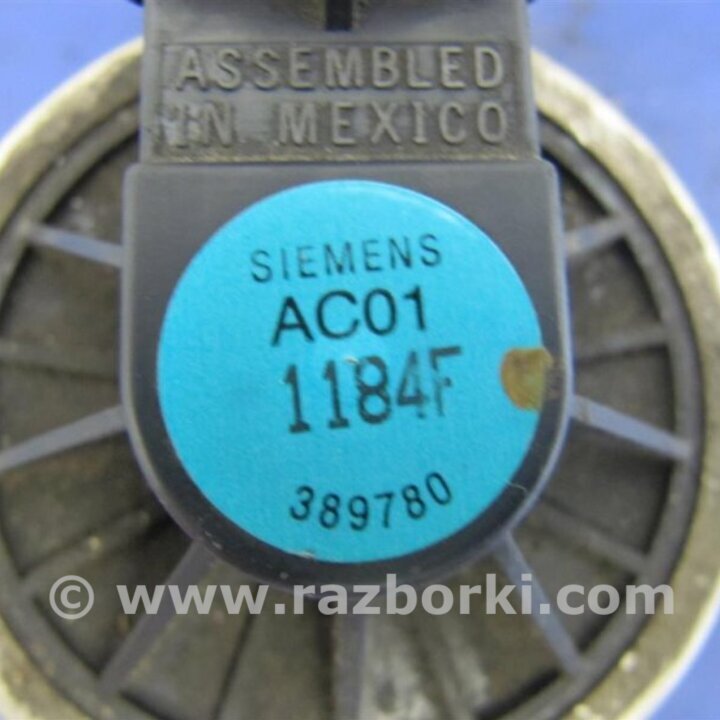 ASSEMBLED
IN MEXICO
SIEMENS
AC01
1184F
389780
© www.razborki.com